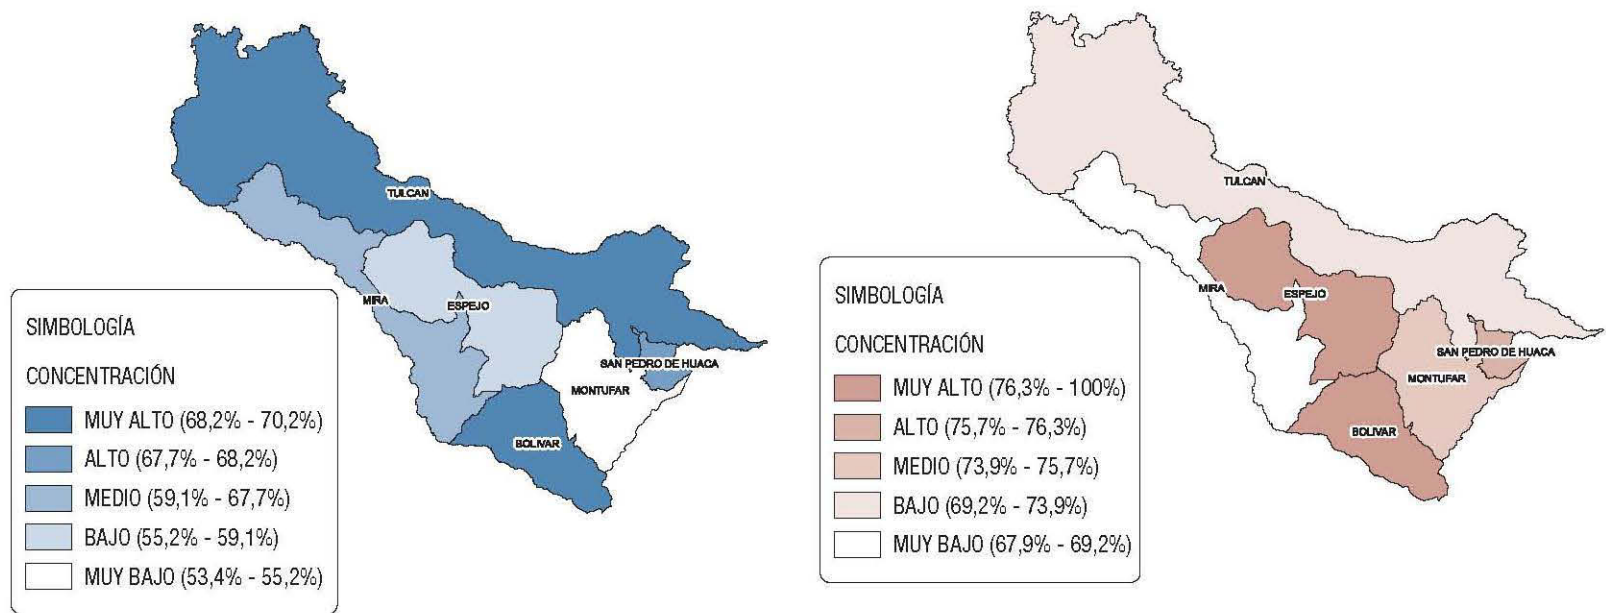 TULCAN
MIRA
ESPEJO
SAN PEDRO DE HUACA
MONTUFAR
BOLIVAR
SIMBOLOGÍA
CONCENTRACIÓN
MUY ALTO (68,2% - 70,2%)
ALTO (67,7% - 68,2%)
MEDIO (59,1% - 67,7%)
BAJO (55,2% - 59,1%)
MUY BAJO (53,4% - 55,2%)
TULCAN
MIRA
ESPEJO
SAN PEDRO DE HUACA
MONTUFAR
BOLIVAR
SIMBOLOGÍA
CONCENTRACIÓN
MUY ALTO (76,3% - 100%)
ALTO (75,7% - 76,3%)
MEDIO (73,9% - 75,7%)
BAJO (69,2% - 73,9%)
MUY BAJO (67,9% - 69,2%)